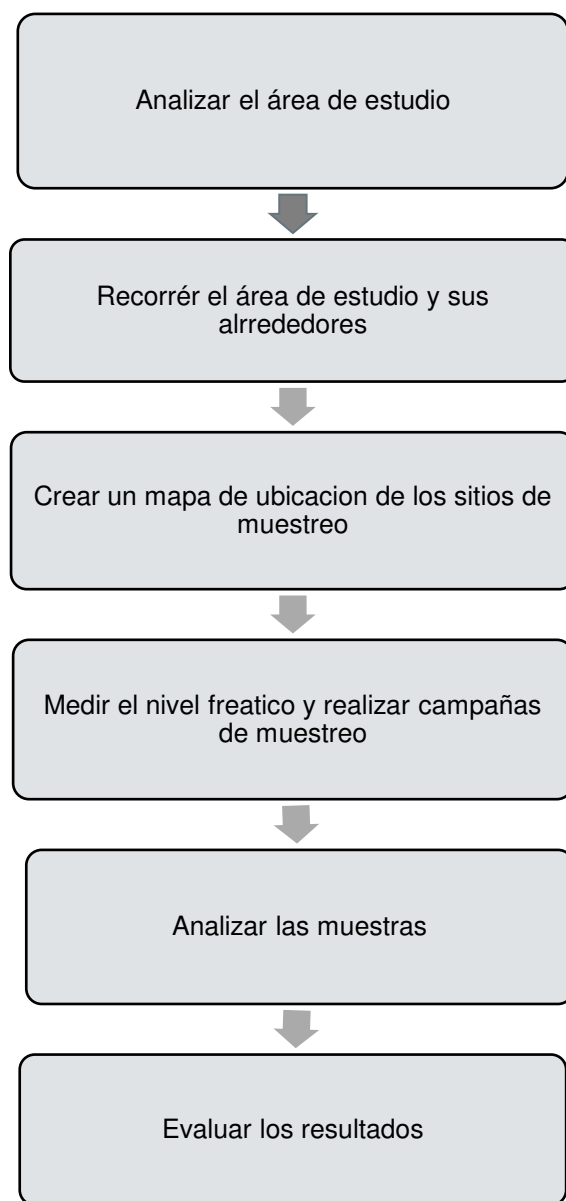 Analizar el área de estudio
Recorrér el área de estudio y sus
alrrededóres
Crear un mapa de ubicacion de los sitios de
muestreo
Medir el nivel freatico y realizar campañas
de muestreo
Analizar las muestras
Evaluar los resultados